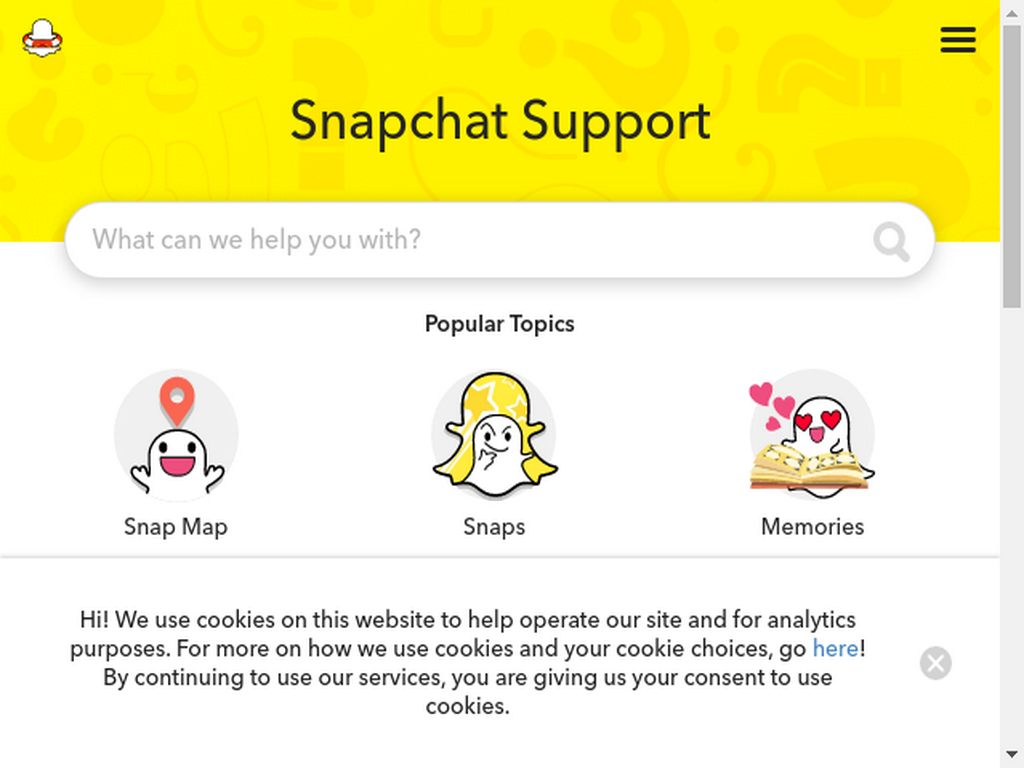 Snapchat Support
What can we help you with?
Popular Topics
Snap Map
Snaps
Memories
Hi! We use cookies on this website to help operate our site and for analytics
purposes. For more on how we use cookies and your cookie choices, go here!
By continuing to use our services, you are giving us your consent to use
cookies.